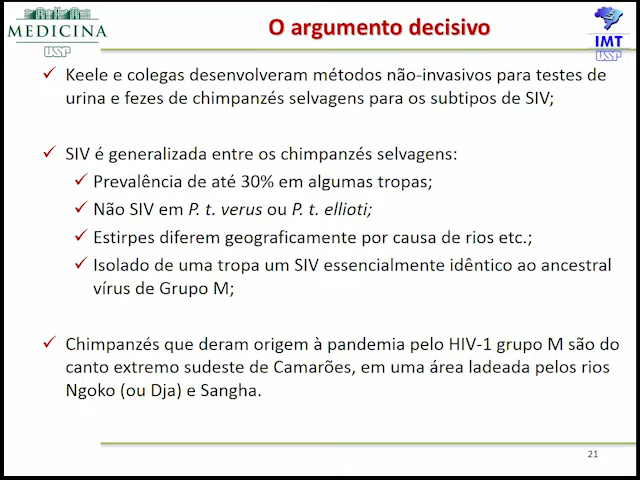 MEDICINA
USP
O argumento decisivo
IMT
USP
✓ Keele e colegas desenvolveram métodos não-invasivos para testes de
urina e fezes de chimpanzés selvagens para os subtipos de SIV;
✓ SIV é generalizada entre os chimpanzés selvagens:
✓ Prevalência de até 30% em algumas tropas;
✓ Não SIV em P. t. verus ou P. t. ellioti;
✓ Estirpes diferem geograficamente por causa de rios etc.;
✓ Isolado de uma tropa um SIV essencialmente idêntico ao ancestral
vírus de Grupo M;
✓ Chimpanzés que deram origem à pandemia pelo HIV-1 grupo M são do
canto extremo sudeste de Camarões, em uma área ladeada pelos rios
Ngoko (ou Dja) e Sangha.
21